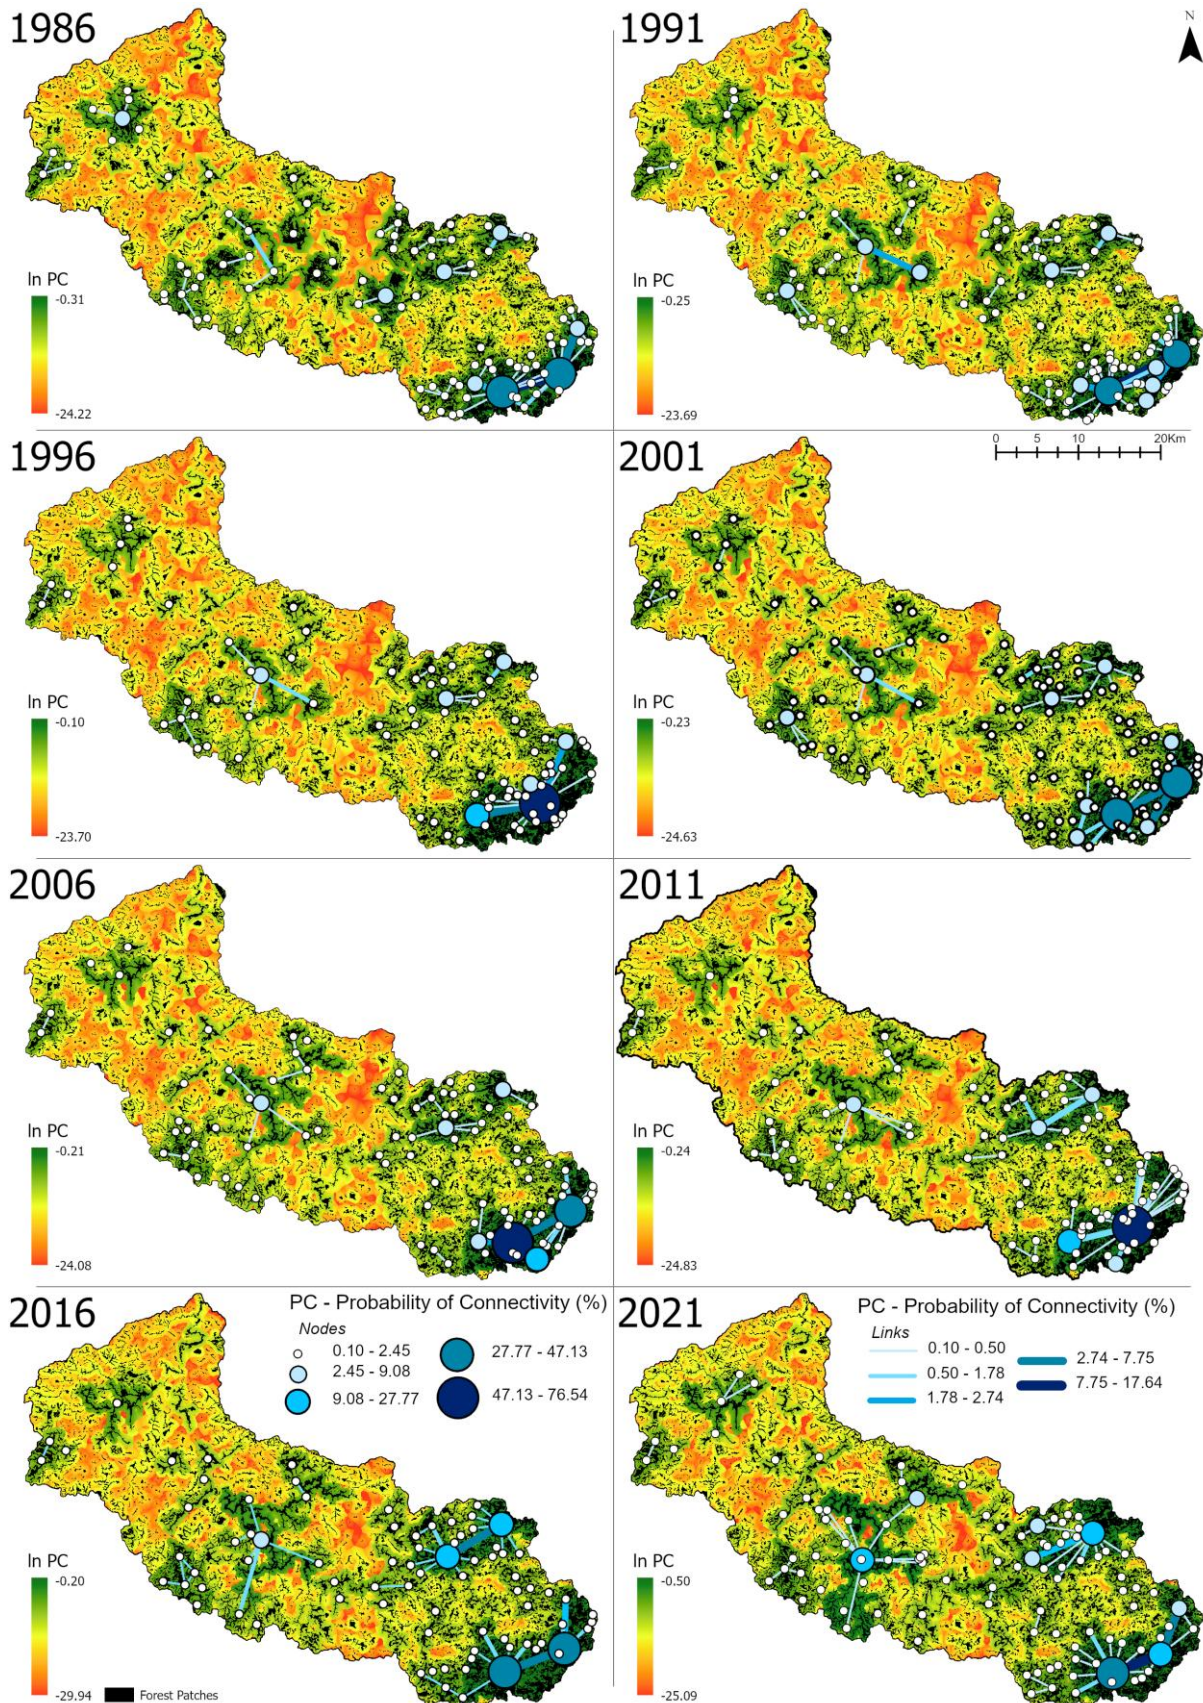 1986
1991
N
ln PC
-0.31
-24.22
ln PC
-0.25
-23.69
0 5 10 20Km
1996
2001
ln PC
-0.10
-23.70
ln PC
-0.23
-24.63
2006
2011
ln PC
-0.21
-24.08
ln PC
-0.24
-24.83
2016
PC - Probability of Connectivity (%)
Nodes
0.10 - 2.45
2.45 - 9.08
9.08 - 27.77
27.77 - 47.13
47.13 - 76.54
2021
PC - Probability of Connectivity (%)
Links
0.10 - 0.50
0.50 - 1.78
1.78 - 2.74
2.74 - 7.75
7.75 - 17.64
ln PC
-0.20
-29.94
Forest Patches
ln PC
-0.50
-25.09